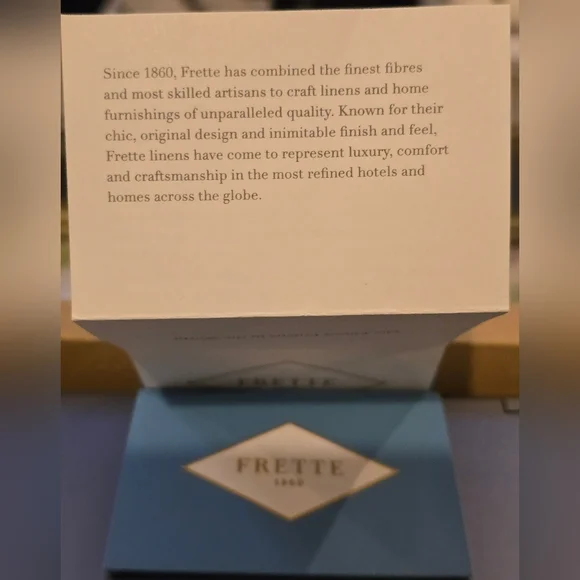 Since 1860, Frette has combined the finest fibres
and most skilled artisans to craft linens and home
furnishings of unparalleled quality. Known for their
chic, original design and inimitable finish and feel,
Frette linens have come to represent luxury, comfort
and craftsmanship in the most refined hotels and
homes across the globe.
FRETTE
FRETTE
1860